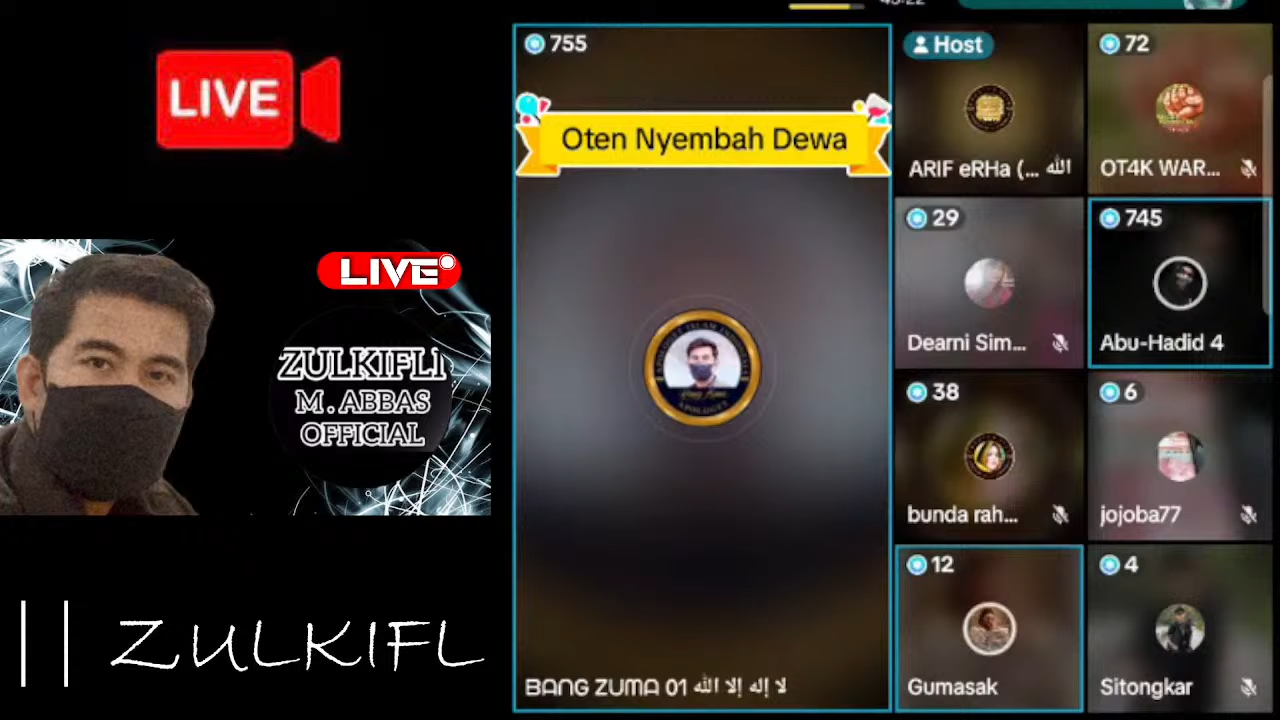 LIVE
LIVE
ZULKIFLI
M. ABBAS
OFFICIAL
|| ZULKIFL
755
Oten Nyembah Dewa
BANG ZUMA 01 لا إله إلا الله
Host
ARIF eRHa (... الله
72
OT4K WAR...
29
Dearni Sim...
745
Abu-Hadid 4
38
bunda rah...
6
jojoba77
12
Gumasak
4
Sitongkar